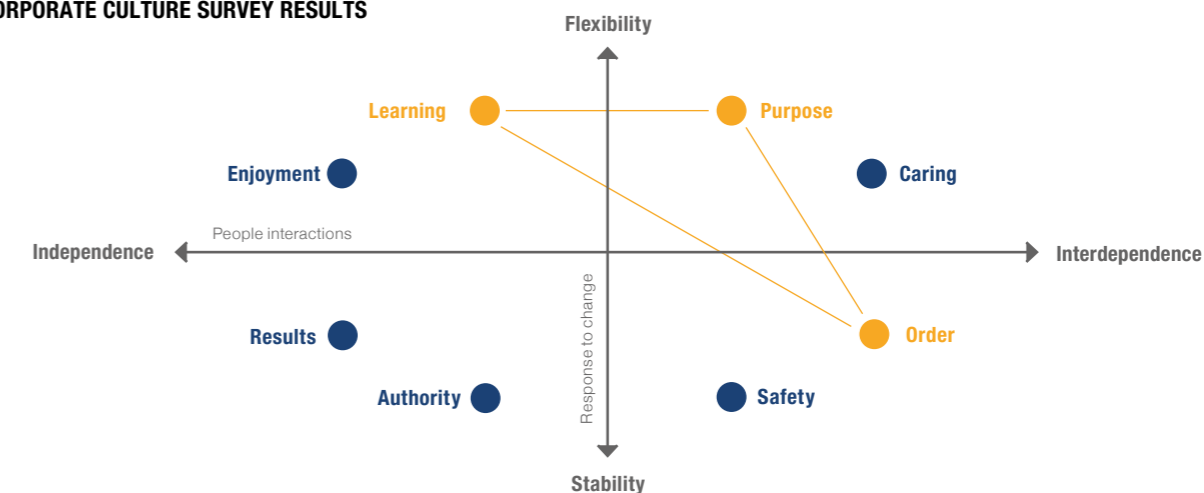 ORPORATE CULTURE SURVEY RESULTS
Flexibility
Learning
Purpose
Enjoyment
Caring
People interactions
Independence
Interdependence
Response to change
Results
Order
Authority
Safety
Stability